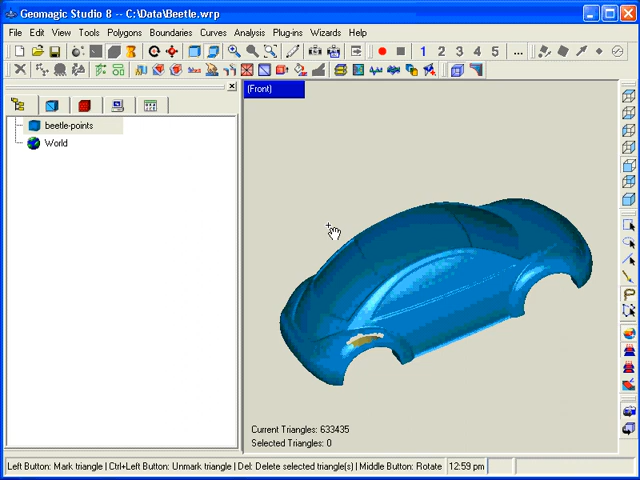 Geomagic Studio 8 -- C:\Data\Beetle.wrp
File Edit View Tools Polygons Boundaries Curves Analysis Plug-ins Wizards Help
1 2 3 4 5 ...
(Front)
beetle-points
World
Current Triangles: 633435
Selected Triangles: 0
Left Button: Mark triangle | Ctrl+Left Button: Unmark triangle | Del: Delete selected triangle(s) | Middle Button: Rotate 12:59 pm